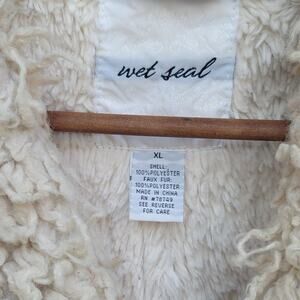 wet seal
XL
SHELL:
100%POLYESTER
FAUX FUR:
100%POLYESTER
MADE IN CHINA
RN #78749
SEE REVERSE
FOR CARE